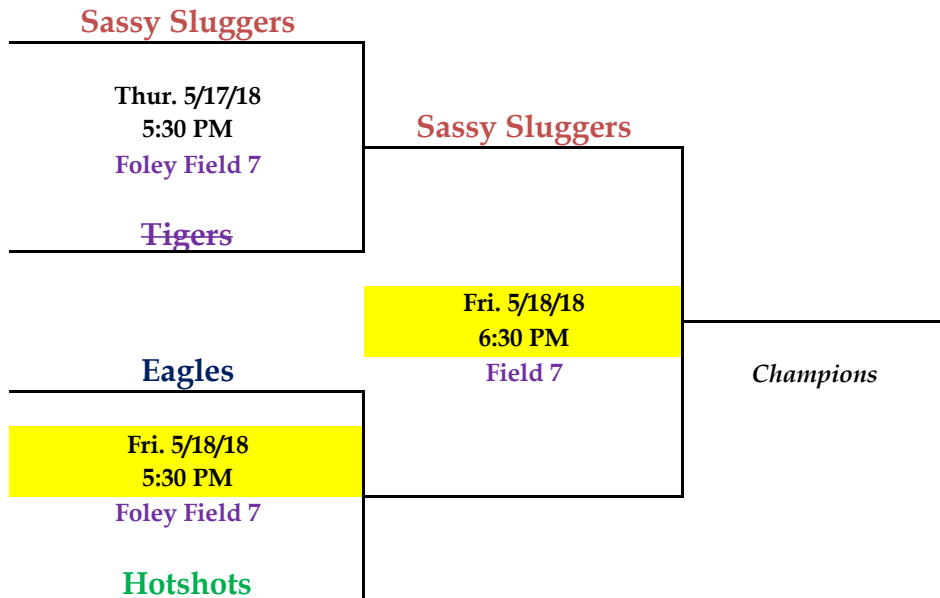 Sassy Sluggers
Thur. 5/17/18
5:30 PM
Foley Field 7
Tigers
Sassy Sluggers
Fri. 5/18/18
6:30 PM
Field 7
Champions
Eagles
Fri. 5/18/18
5:30 PM
Foley Field 7
Hotshots